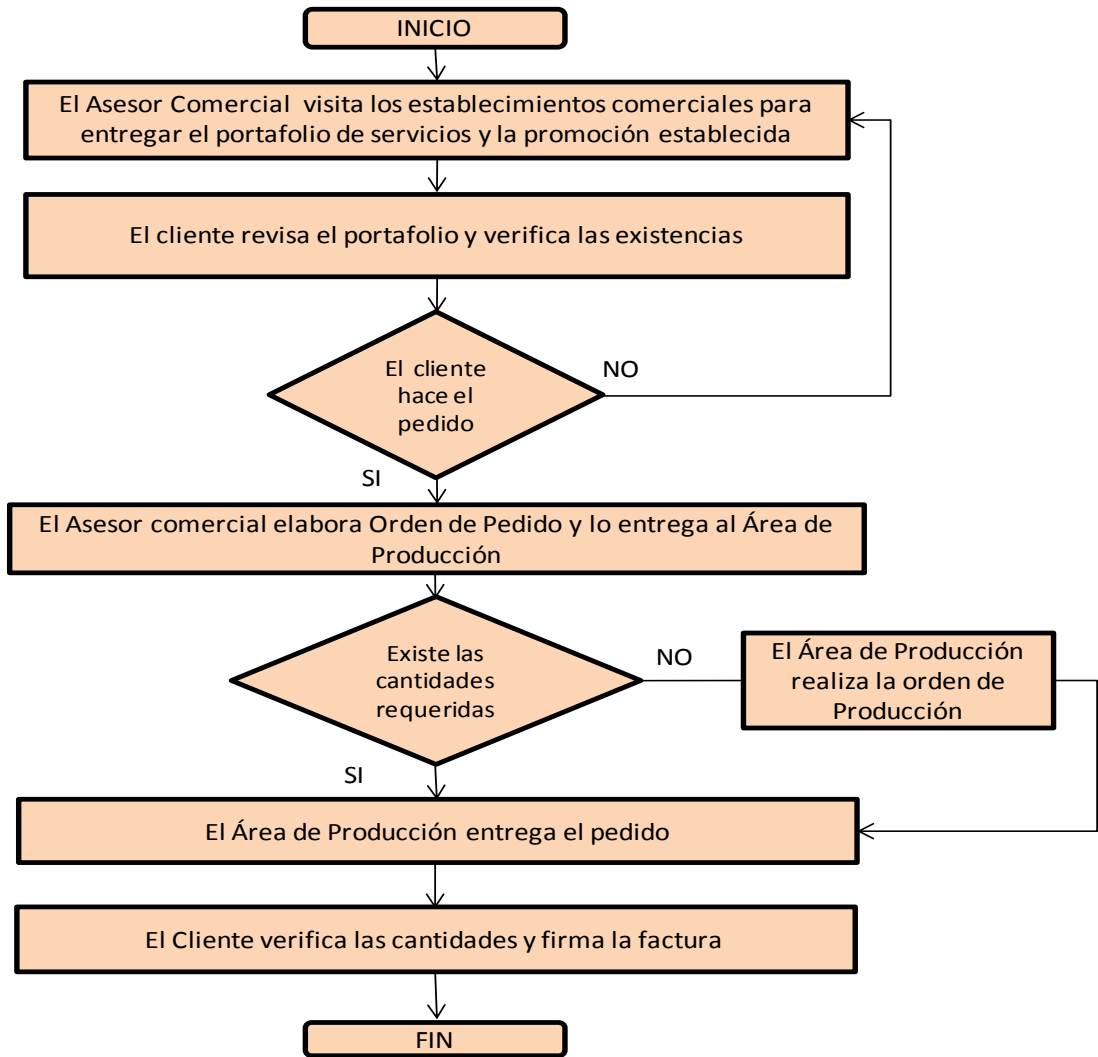 INICIO
El Asesor Comercial visita los establecimientos comerciales para
entregar el portafolio de servicios y la promoción establecida
El cliente revisa el portafolio y verifica las existencias
El cliente
hace el
pedido
NO
SI
El Asesor comercial elabora Orden de Pedido y lo entrega al Área de
Producción
Existe las
cantidades
requeridas
NO
El Área de Producción
realiza la orden de
Producción
SI
El Área de Producción entrega el pedido
El Cliente verifica las cantidades y firma la factura
FIN